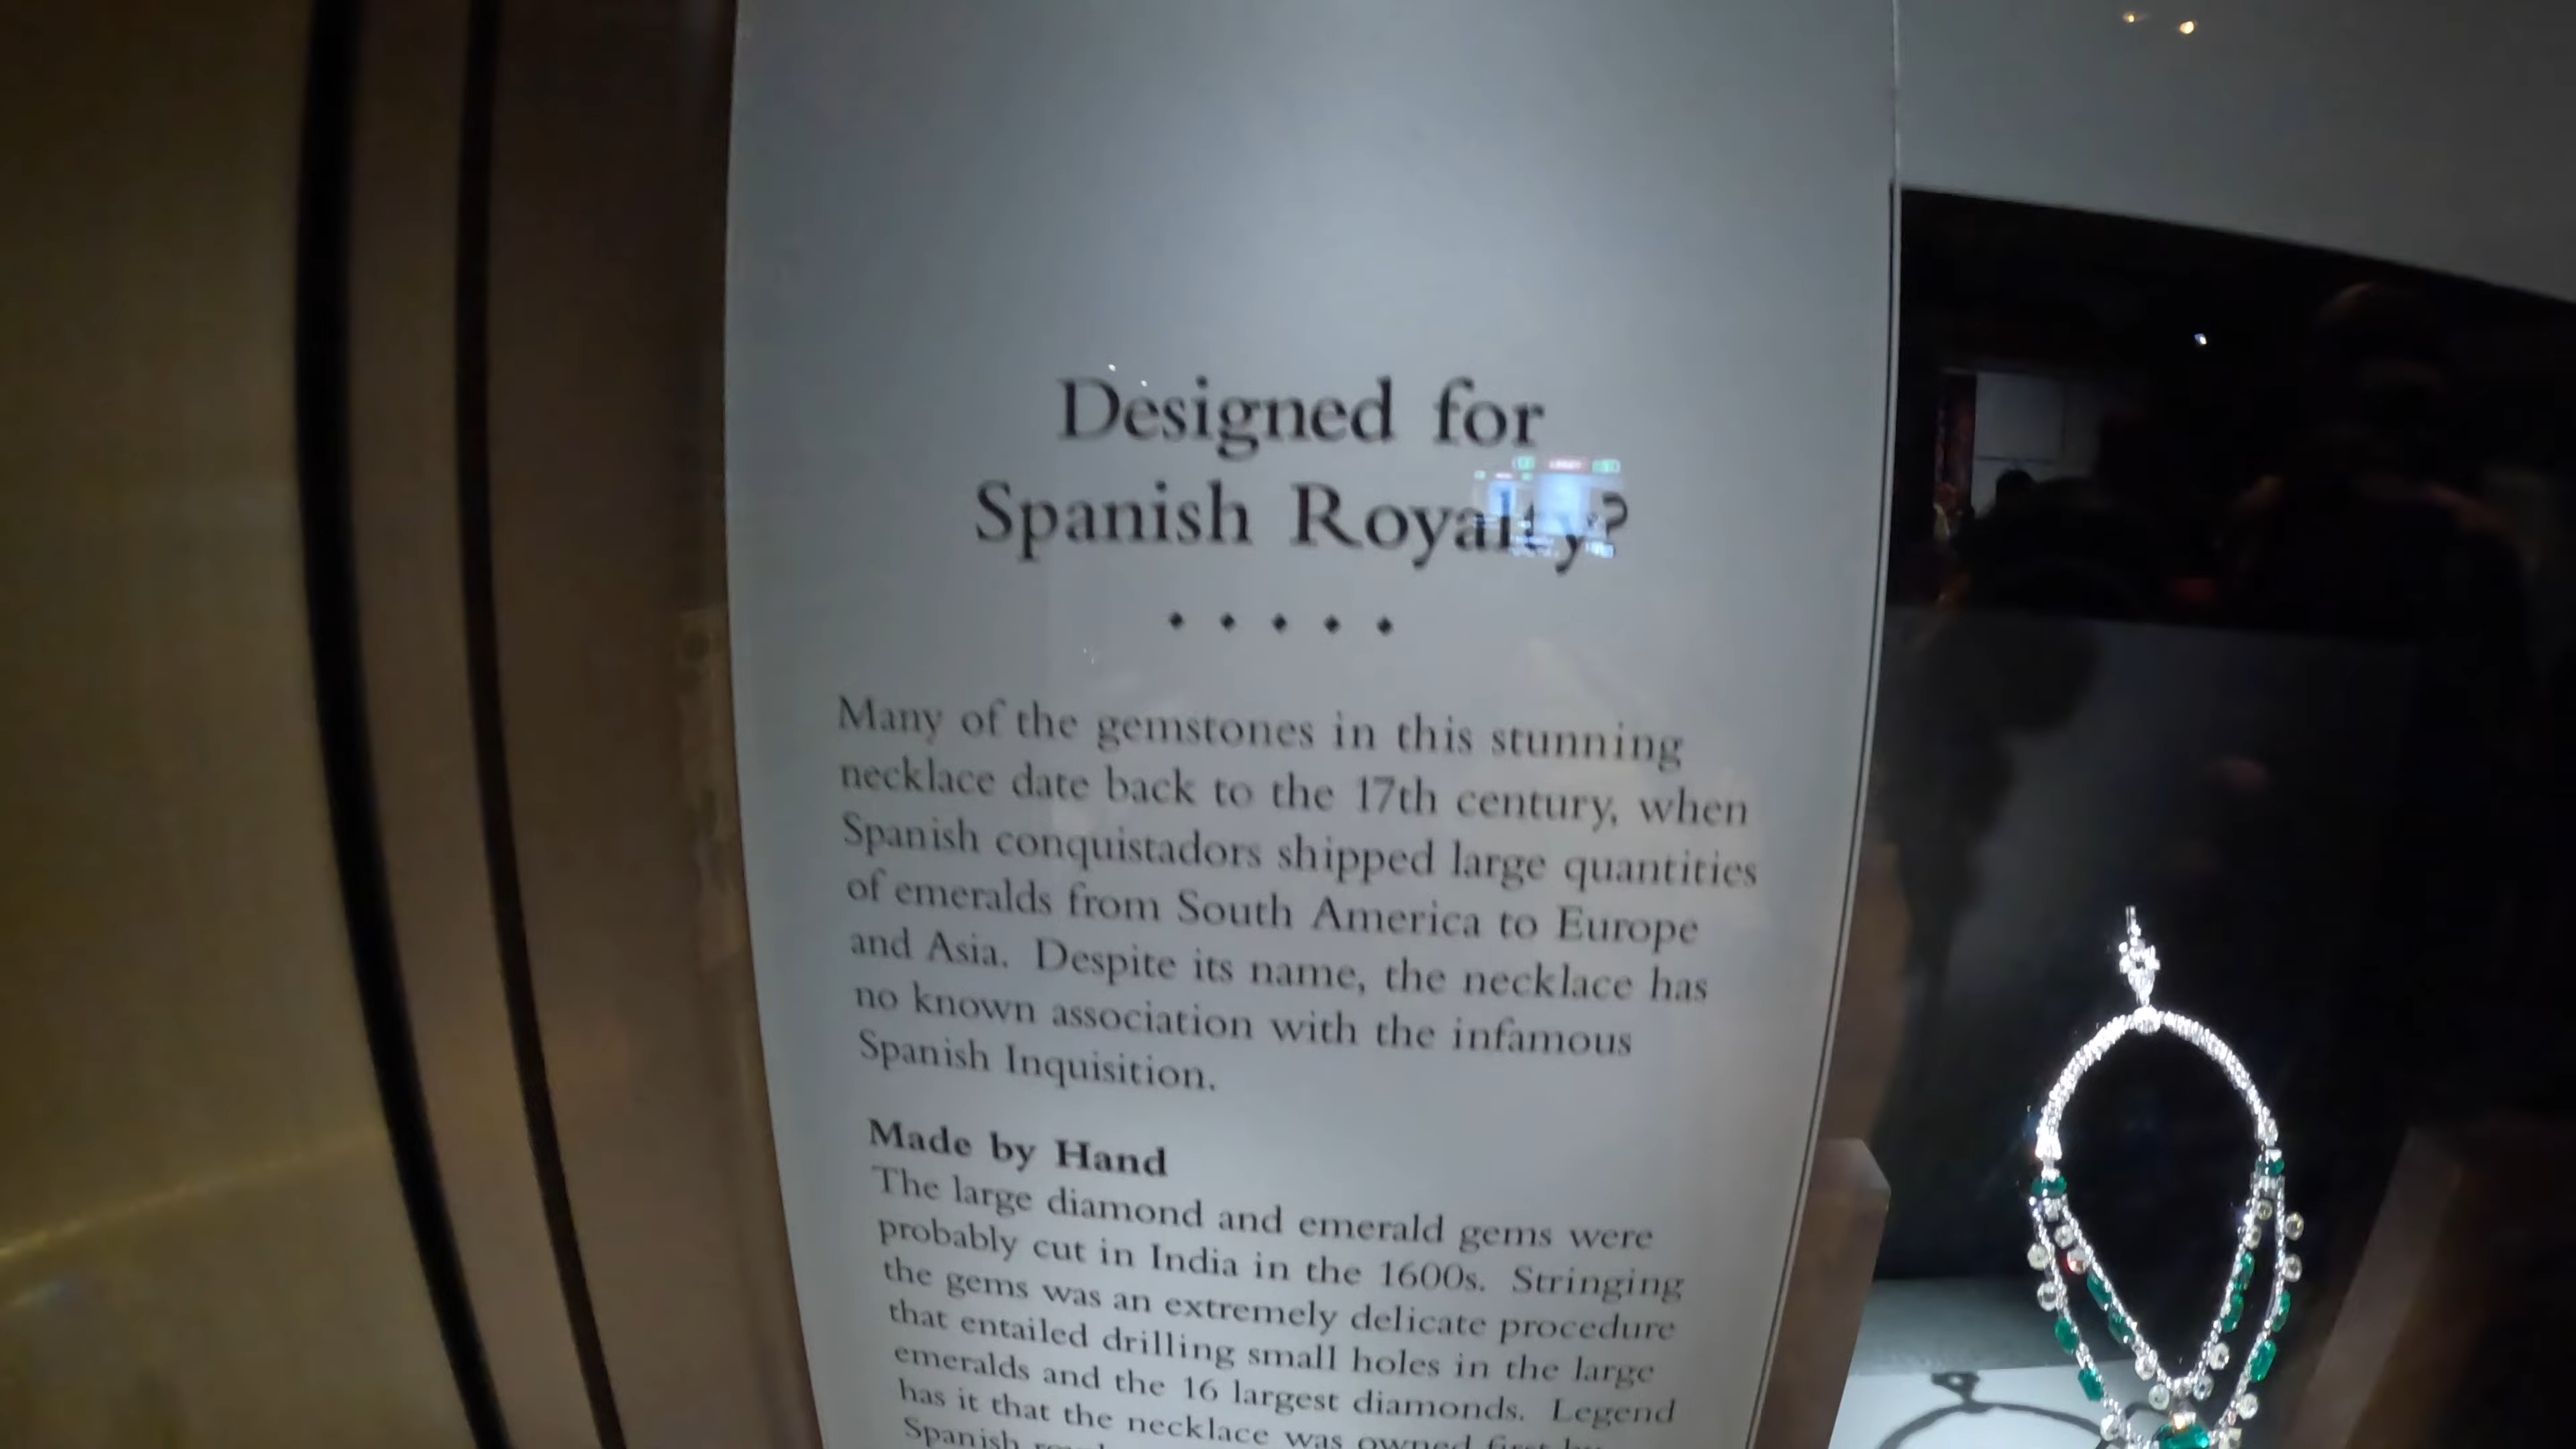 Designed for
Spanish Royalty?
Many of the gemstones in this stunning
necklace date back to the 17th century, when
Spanish conquistadors shipped large quantities
of emeralds from South America to Europe
and Asia. Despite its name, the necklace has
no known association with the infamous
Spanish Inquisition.
Made by Hand
The large diamond and emerald gems were
probably cut in India in the 1600s. Stringing
the gems was an extremely delicate procedure
that entailed drilling small holes in the large
emeralds and the 16 largest diamonds. Legend
has it that the necklace was owned first
Spanish